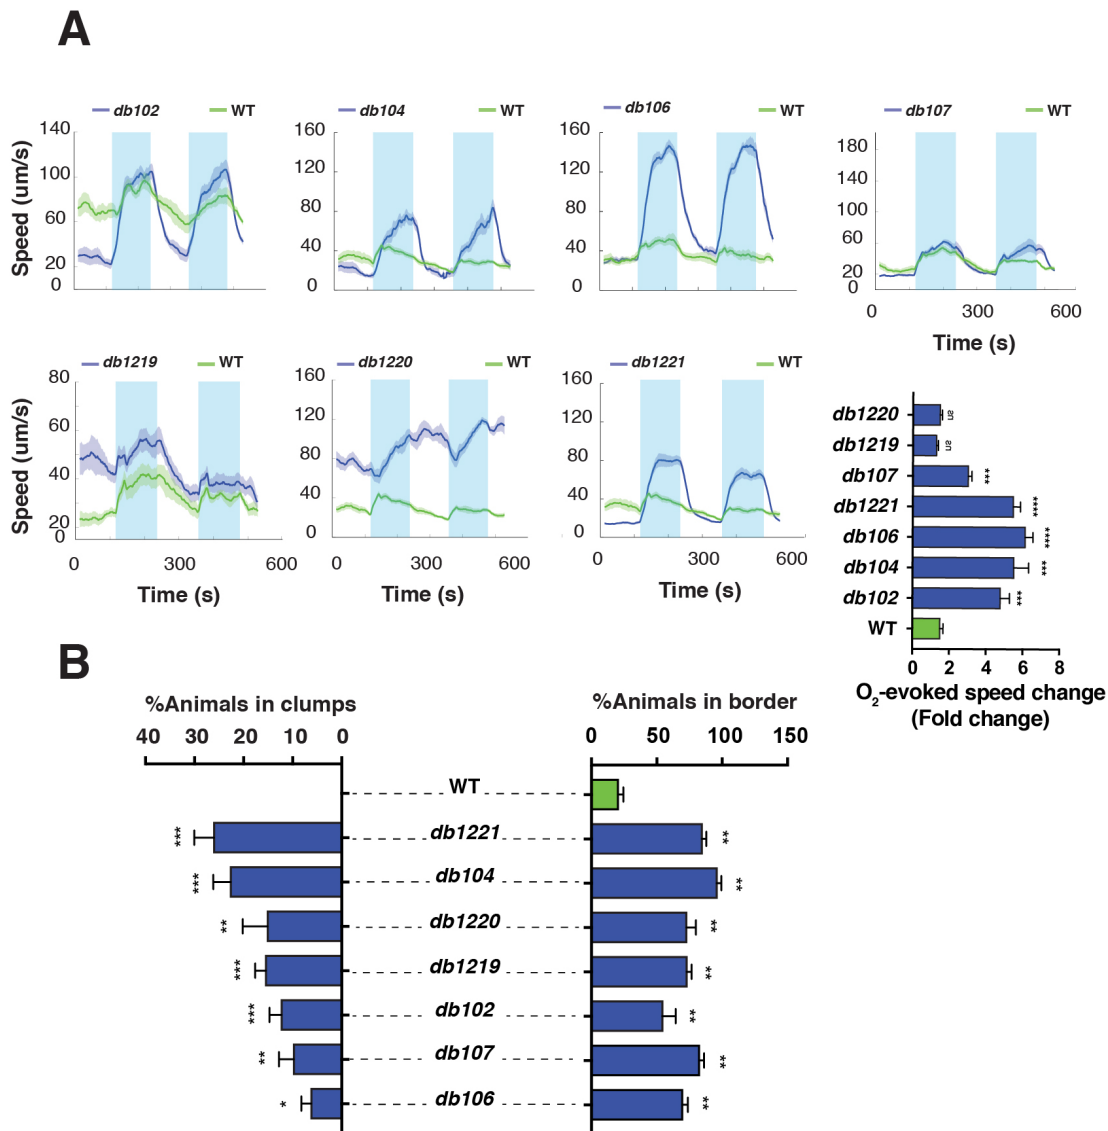 A
db102 WT
db104 WT
db106 WT
db107 WT
Speed (um/s)
140
100
60
20
0
160
120
80
40
0
160
120
80
40
0
180
140
100
60
20
0
0 300 600
Time (s)
db1219 WT
db1220 WT
db1221 WT
Speed (um/s)
80
60
40
20
0 300 600
Time (s)
160
120
80
40
0
0 300 600
Time (s)
160
120
80
40
0
0 300 600
Time (s)
db1220 ns
db1219 ns
db107 ***
db1221 ****
db106 ****
db104 ***
db102 ***
WT
0 2 4 6 8
O2-evoked speed change
(Fold change)
B
%Animals in clumps %Animals in border
40 30 20 10 0 0 50 100 150
WT
*** db1221 **
*** db104 **
** db1220 **
*** db1219 **
*** db102 **
** db107 **
* db106 **